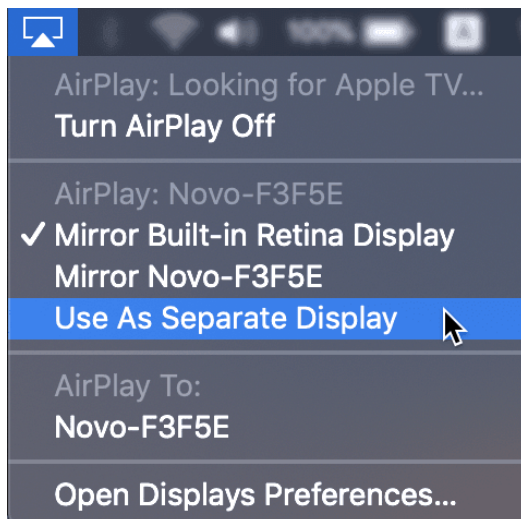 100%
A
AirPlay: Looking for Apple TV...
Turn AirPlay Off
AirPlay: Novo-F3F5E
✓ Mirror Built-in Retina Display
Mirror Novo-F3F5E
Use As Separate Display
AirPlay To:
Novo-F3F5E
Open Displays Preferences...